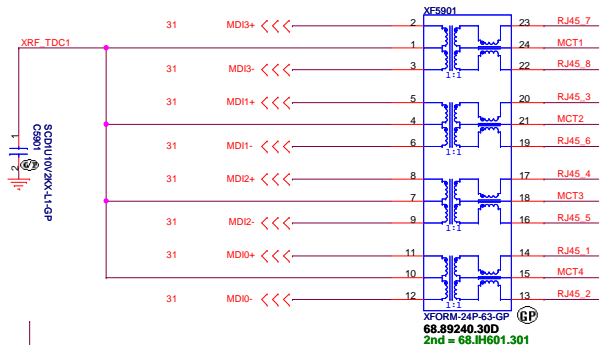 XF5901
31 MDI3+ 2 23 RJ45_7
XRF_TDC1 1 24 MCT1
31 MDI3- 3 22 RJ45_8
1:1
31 MDI1+ 5 20 RJ45_3
4 21 MCT2
31 MDI1- 6 19 RJ45_6
1:1
31 MDI2+ 8 17 RJ45_4
7 18 MCT3
31 MDI2- 9 16 RJ45_5
1:1
31 MDI0+ 11 14 RJ45_1
10 15 MCT4
31 MDI0- 12 13 RJ45_2
1:1
1
2
C5901
SCD1U10V2KX-L1-GP
GP
XFORM-24P-63-GP GP
68.89240.30D
2nd = 68.IH601.301